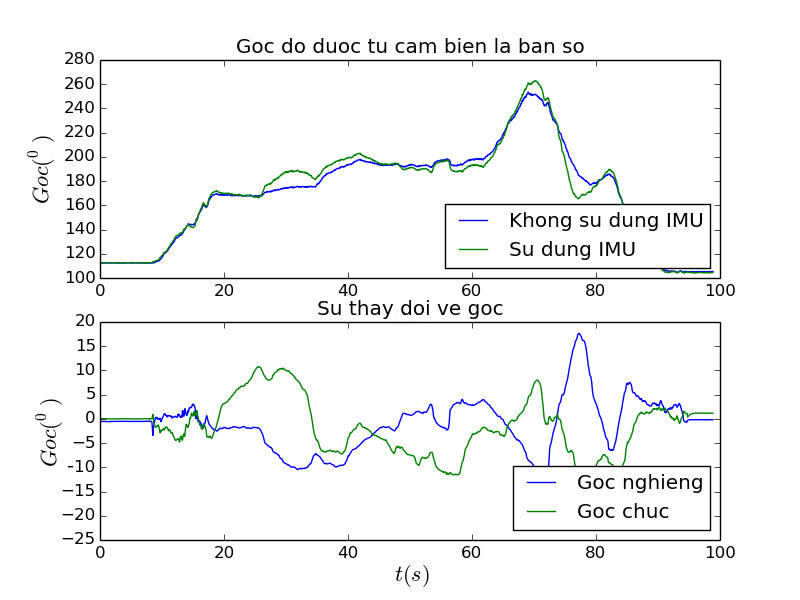 Goc do duoc tu cam bien la ban so
280
260
240
220
200
180
160
140
120
100
Goc(⁰ )
Khong su dung IMU
Su dung IMU
0 20 40 60 80 100
Su thay doi ve goc
20
15
10
5
0
−5
−10
−15
−20
−25
Goc(⁰ )
Goc nghieng
Goc chuc
0 20 40 60 80 100
t(s)